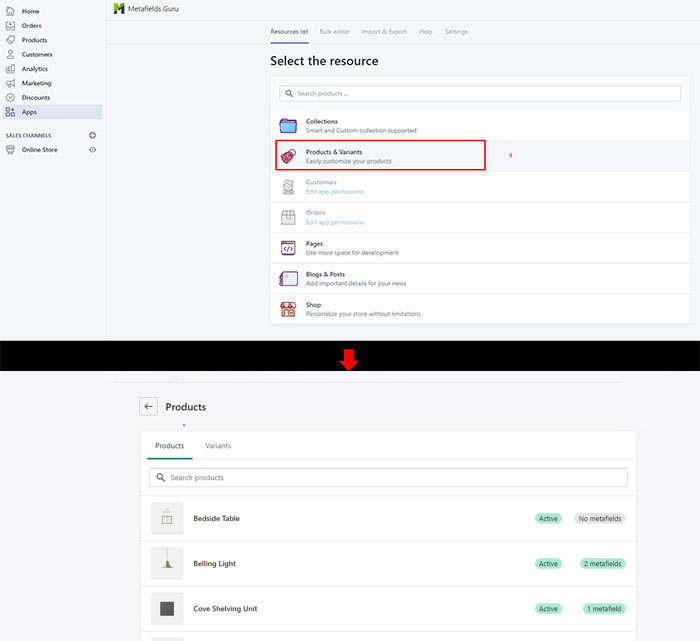 Home
Orders
Products
Customers
Analytics
Marketing
Discounts
Apps
SALES CHANNELS
Online Store
Metafields Guru
Resources list Bulk editor Import & Export Help Settings
Select the resource
Search products ...
Collections
Smart and Custom collection supported
Products & Variants
Easily customize your products
3
Customers
Edit app permissions
Orders
Edit app permissions
Pages
Use more space for development
Blogs & Posts
Add important details for your news
Shop
Personalize your store without limitations
Products
Products Variants
Search products
Bedside Table Active No metafields
Belling Light Active 2 metafields
Cove Shelving Unit Active 1 metafield